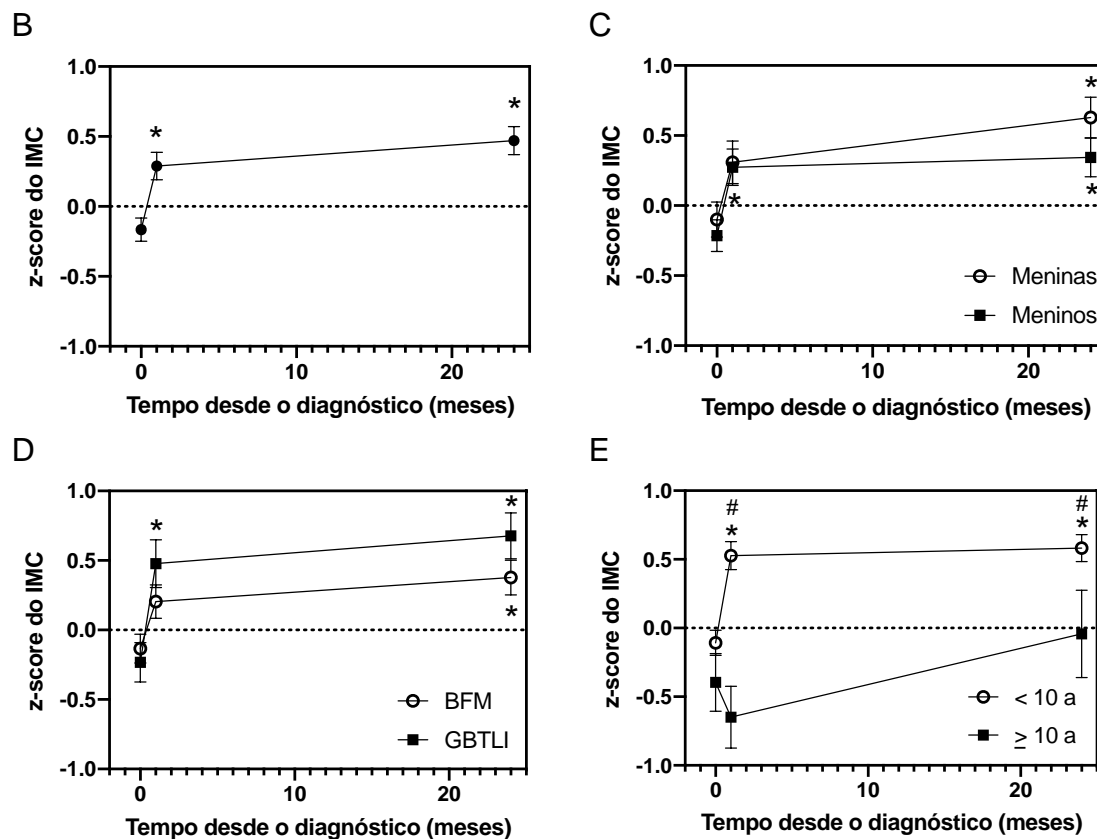 B
1.0
0.5
0.0
-0.5
-1.0
z-score do IMC
*
*
0
10
20
Tempo desde o diagnóstico (meses)
C
1.0
0.5
0.0
-0.5
-1.0
z-score do IMC
*
*
*
Meninas
Meninos
0
10
20
Tempo desde o diagnóstico (meses)
D
1.0
0.5
0.0
-0.5
-1.0
z-score do IMC
*
*
*
BFM
GBTLI
0
10
20
Tempo desde o diagnóstico (meses)
E
1.0
0.5
0.0
-0.5
-1.0
z-score do IMC
#
*
#
*
< 10 a
≥ 10 a
0
10
20
Tempo desde o diagnóstico (meses)